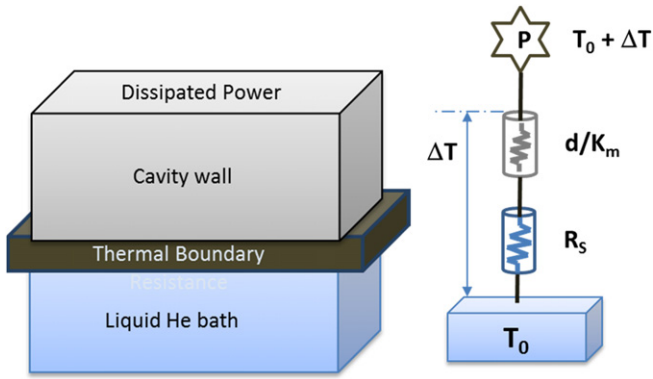 Dissipated Power
Cavity wall
Thermal Boundary
Resistance
Liquid He bath
P
T₀ + ΔT
ΔT
d/Kₘ
Rₛ
T₀